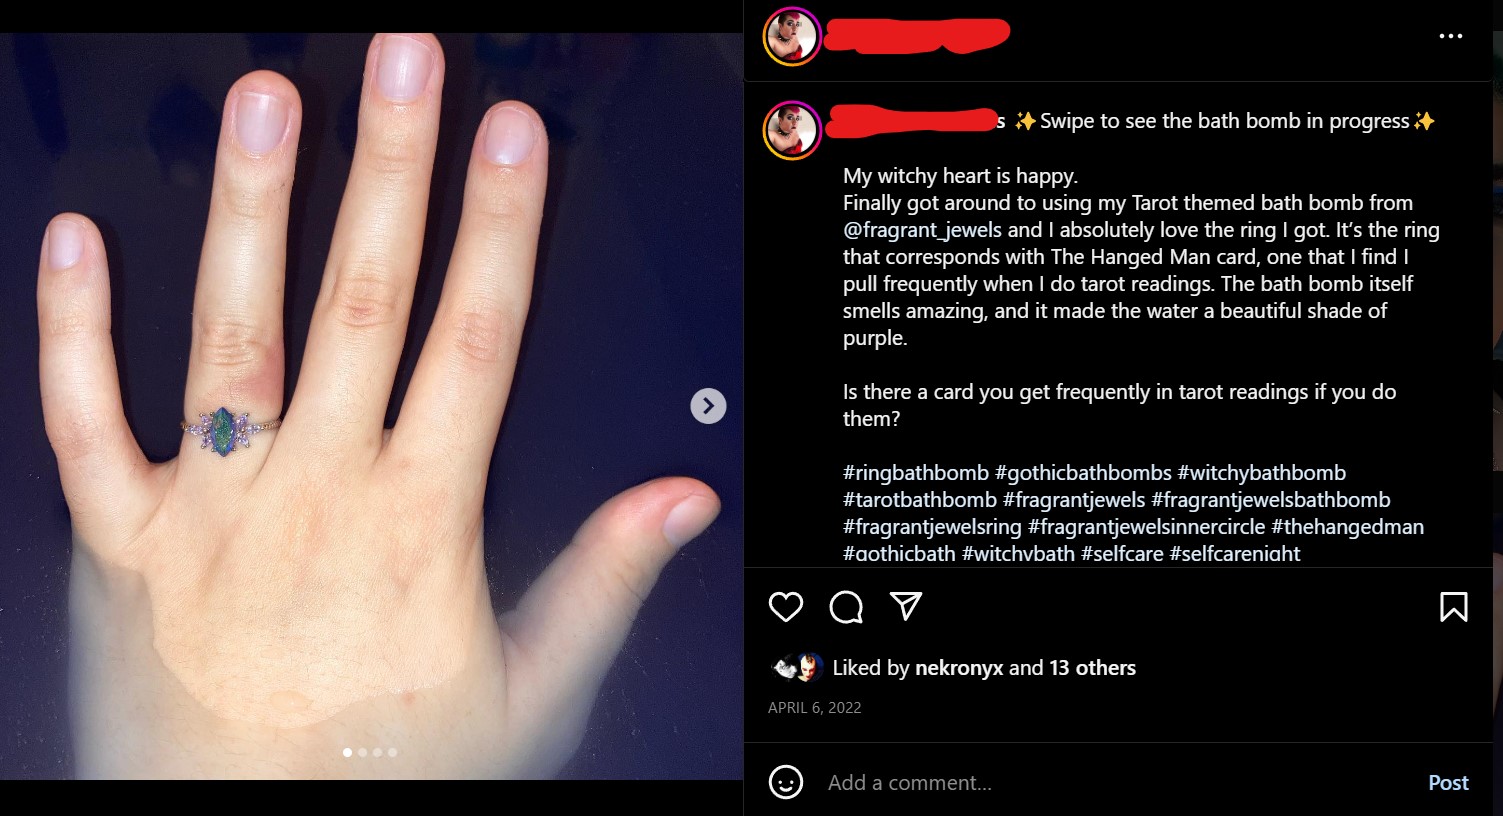 s ✨Swipe to see the bath bomb in progress✨
My witchy heart is happy.
Finally got around to using my Tarot themed bath bomb from
@fragrant_jewels and I absolutely love the ring I got. It’s the ring
that corresponds with The Hanged Man card, one that I find I
pull frequently when I do tarot readings. The bath bomb itself
smells amazing, and it made the water a beautiful shade of
purple.
Is there a card you get frequently in tarot readings if you do
them?
#ringbathbomb #gothicbathbombs #witchybathbomb
#tarotbathbomb #fragrantjewels #fragrantjewelsbathbomb
#fragrantjewelsring #fragrantjewelsinnercircle #thehangedman
#gothicbath #witchybath #selfcare #selfcarenight
Liked by nekronyx and 13 others
APRIL 6, 2022
Add a comment...
Post